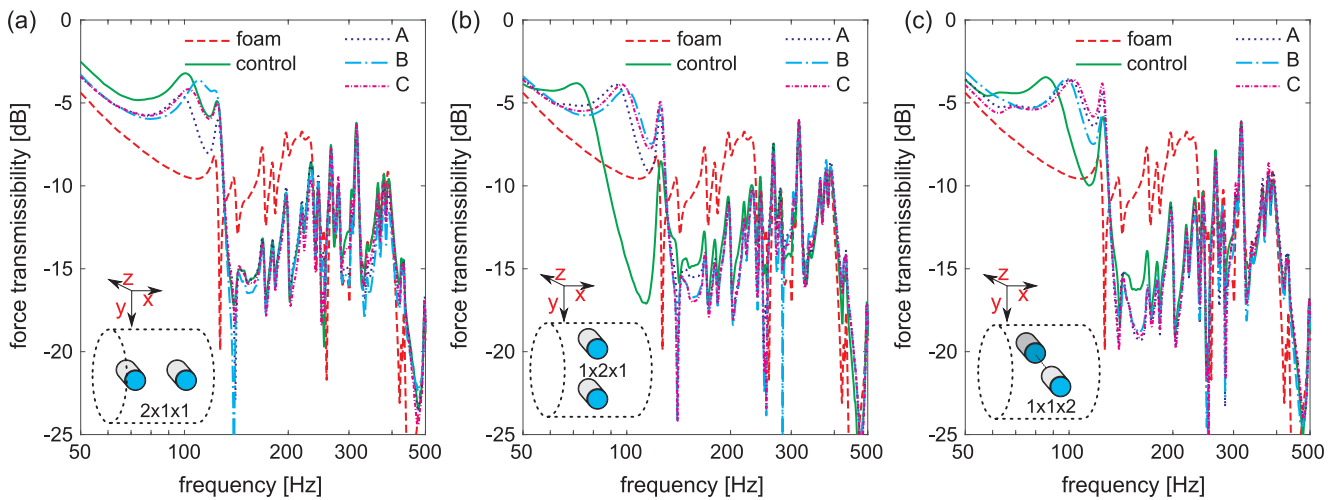 (a)
force transmissibility [dB]
0
-5
-10
-15
-20
-25
foam
control
A
B
C
z
x
y
2x1x1
50
100
200
300
500
frequency [Hz]
(b)
force transmissibility [dB]
0
-5
-10
-15
-20
-25
foam
control
A
B
C
z
x
y
1x2x1
50
100
200
300
500
frequency [Hz]
(c)
force transmissibility [dB]
0
-5
-10
-15
-20
-25
foam
control
A
B
C
z
x
y
1x1x2
50
100
200
300
500
frequency [Hz]